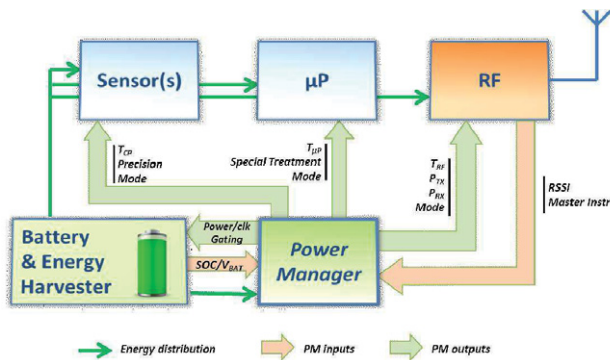 Sensor(s)
µP
RF
T_CP
Precision
Mode
T_µP
Special Treatment
Mode
T_RF
P_TX
P_RX
Mode
RSSI
Master Instr
Battery
& Energy
Harvester
Power/clk
Gating
SOC/V_BAT
Power
Manager
Energy distribution
PM inputs
PM outputs